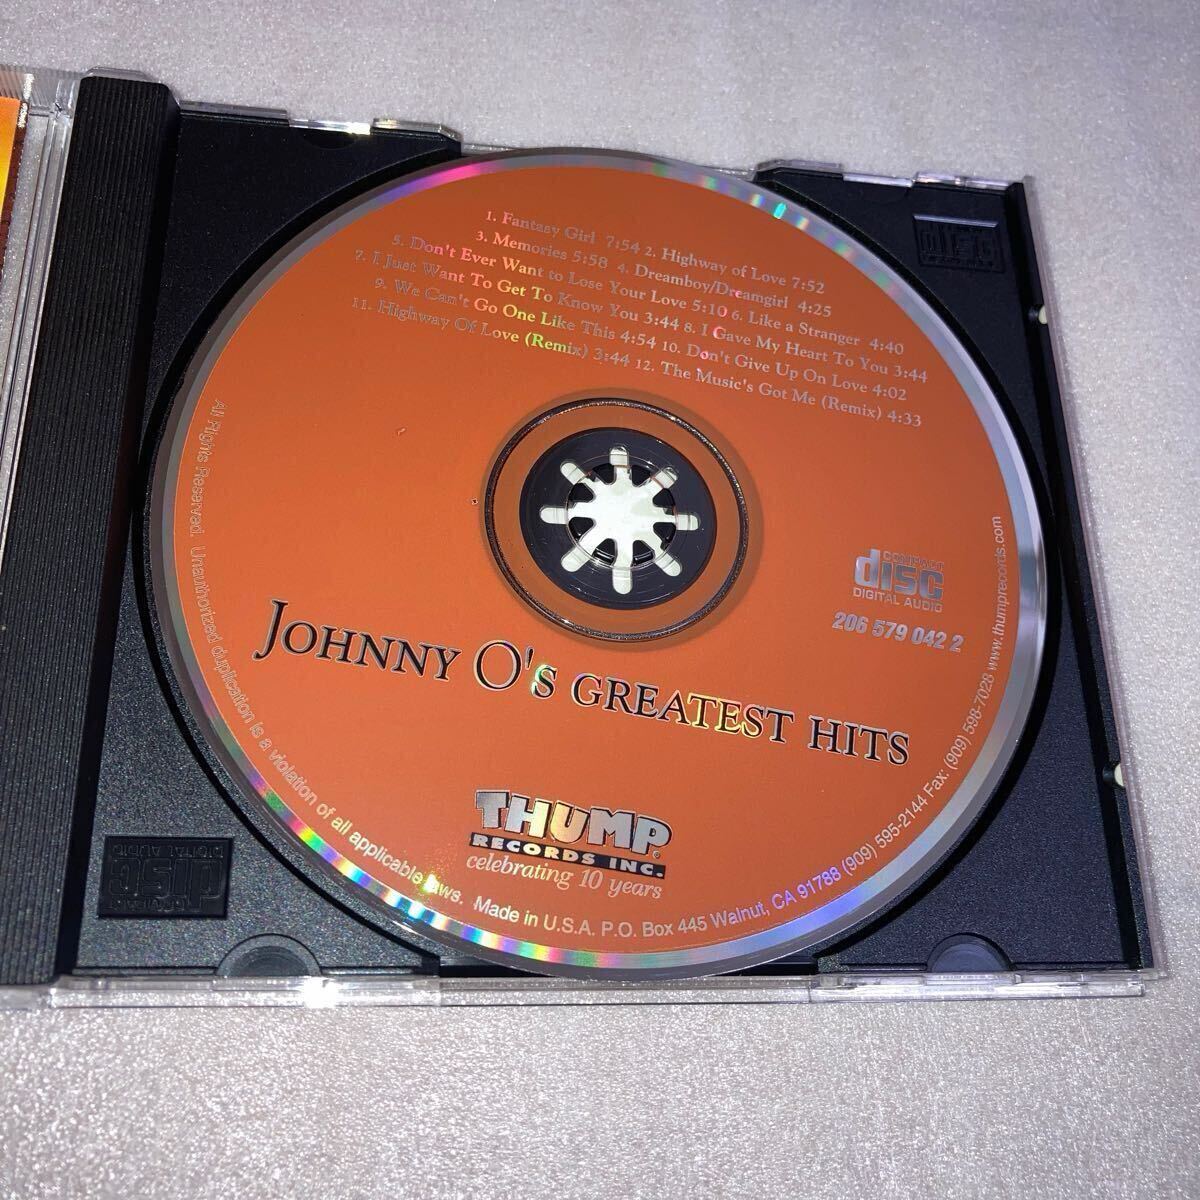 1. Fantasy Girl 7:54 2. Highway of Love 7:52
3. Memories 5:58 4. Dreamboy/Dreamgirl 4:25
5. Don't Ever Want to Lose Your Love 5:10 6. Like a Stranger 4:40
7. I Just Want To Get To Know You 3:44 8. I Gave My Heart To You 3:44
9. We Can't Go One Like This 4:54 10. Don't Give Up On Love 4:02
11. Highway Of Love (Remix) 3:44 12. The Music's Got Me (Remix) 4:33
COMPACT
disc
DIGITAL AUDIO
206 579 042 2
JOHNNY O'S GREATEST HITS
THUMP
RECORDS INC.
celebrating 10 years
All Rights Reserved. Unauthorized duplication is a violation of all applicable laws. Made in U.S.A. P.O. Box 445 Walnut, CA 91788 (909) 595-2144 Fax: (909) 598-7028 www.thumprecords.com
COMPACT
disc
DIGITAL AUDIO